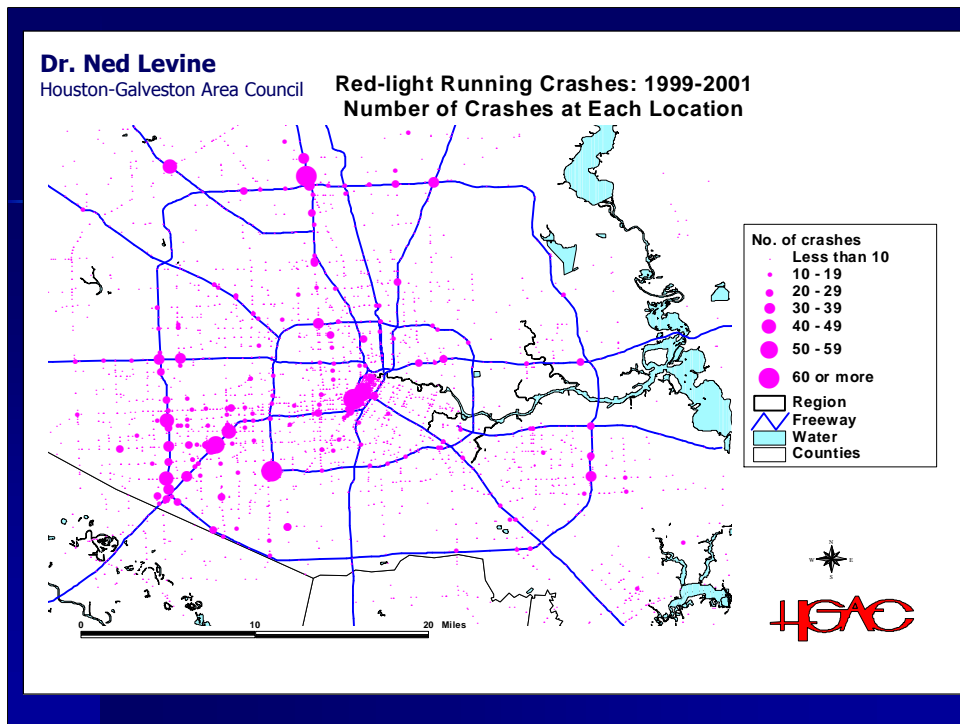 Dr. Ned Levine
Houston-Galveston Area Council
Red-light Running Crashes: 1999-2001
Number of Crashes at Each Location
No. of crashes
Less than 10
10 - 19
20 - 29
30 - 39
40 - 49
50 - 59
60 or more
Region
Freeway
Water
Counties
N
W E
S
HGAC
0 10 20 Miles